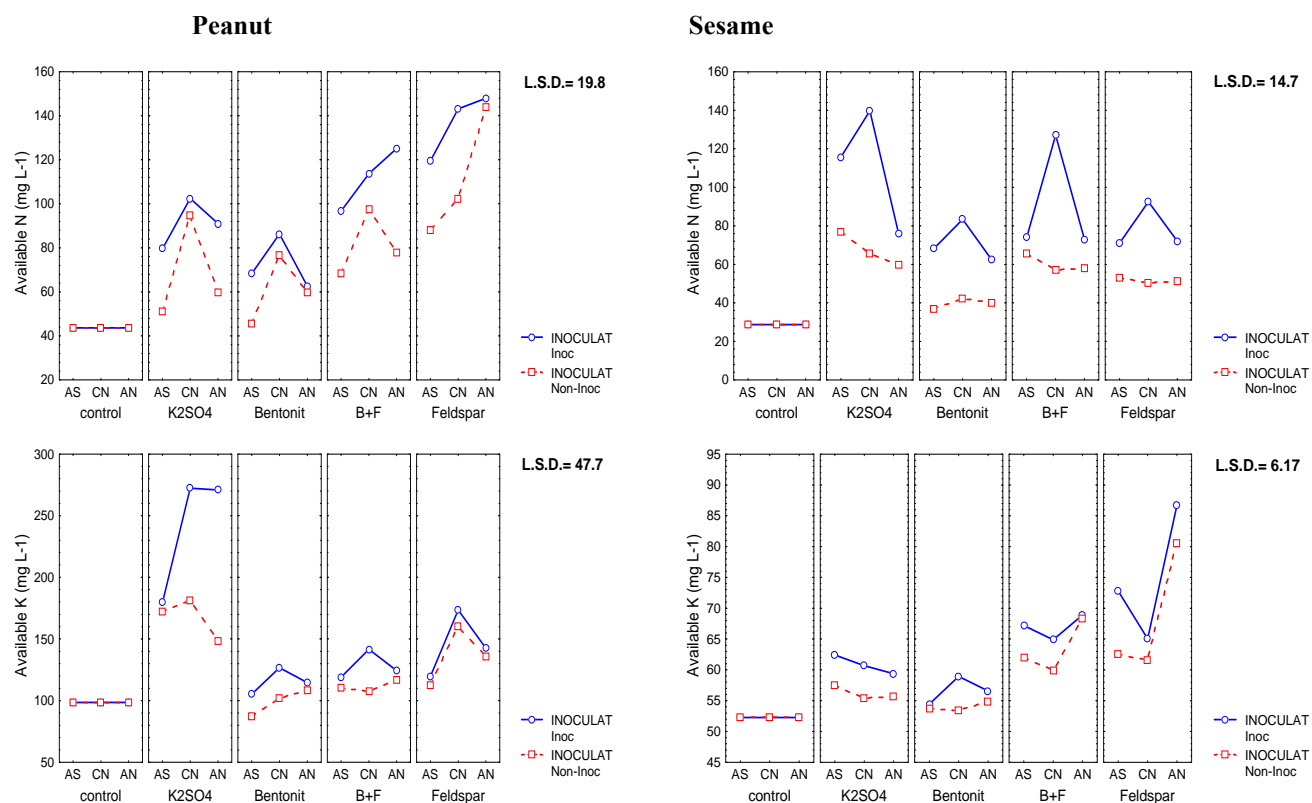 Peanut
Sesame
L.S.D.= 19.8
Available N (mg L-1)
160
140
120
100
80
60
40
20
AS CN AN AS CN AN AS CN AN AS CN AN AS CN AN
control K2SO4 Bentonit B+F Feldspar
INOCULAT
Inoc
INOCULAT
Non-Inoc
L.S.D.= 14.7
Available N (mg L-1)
160
140
120
100
80
60
40
20
0
AS CN AN AS CN AN AS CN AN AS CN AN AS CN AN
control K2SO4 Bentonit B+F Feldspar
INOCULAT
Inoc
INOCULAT
Non-Inoc
L.S.D.= 47.7
Available K (mg L-1)
300
250
200
150
100
50
AS CN AN AS CN AN AS CN AN AS CN AN AS CN AN
control K2SO4 Bentonit B+F Feldspar
INOCULAT
Inoc
INOCULAT
Non-Inoc
L.S.D.= 6.17
Available K (mg L-1)
95
90
85
80
75
70
65
60
55
50
45
AS CN AN AS CN AN AS CN AN AS CN AN AS CN AN
control K2SO4 Bentonit B+F Feldspar
INOCULAT
Inoc
INOCULAT
Non-Inoc